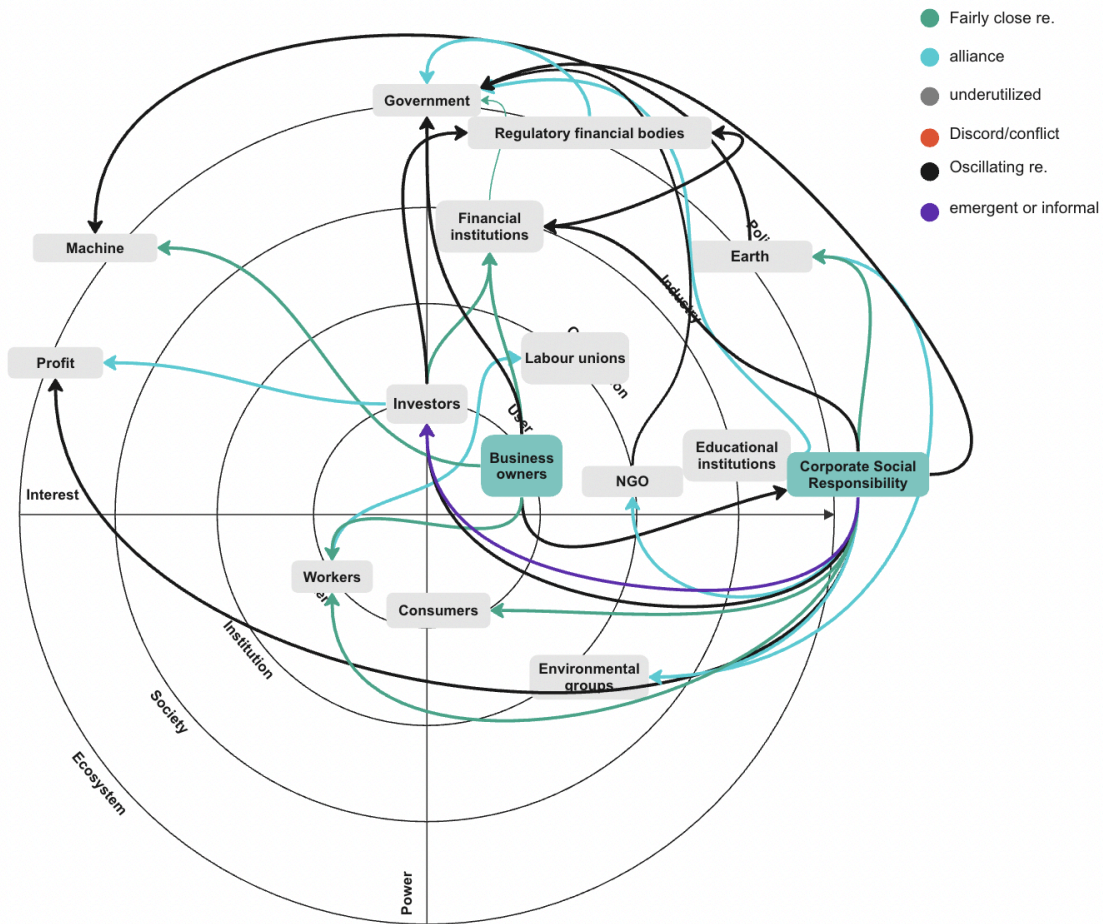 Fairly close re.
alliance
underutilized
Discord/conflict
Oscillating re.
emergent or informal
Government
Regulatory financial bodies
Financial
institutions
Machine
Earth
Industry
Profit
Labour unions
Investors
User
Business
owners
Educational
institutions
NGO
Corporate Social
Responsibility
Interest
Workers
Consumers
Institution
Environmental
groups
Society
Ecosystem
Power